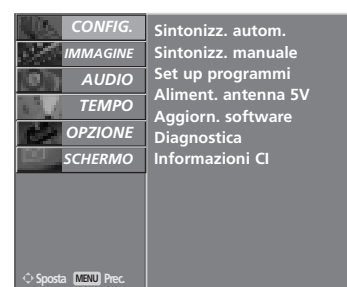 CONFIG.
IMMAGINE
AUDIO
TEMPO
OPZIONE
SCHERMO
Sintonizz. autom.
Sintonizz. manuale
Set up programmi
Aliment. antenna 5V
Aggiorn. software
Diagnostica
Informazioni CI
Sposta MENU Prec.